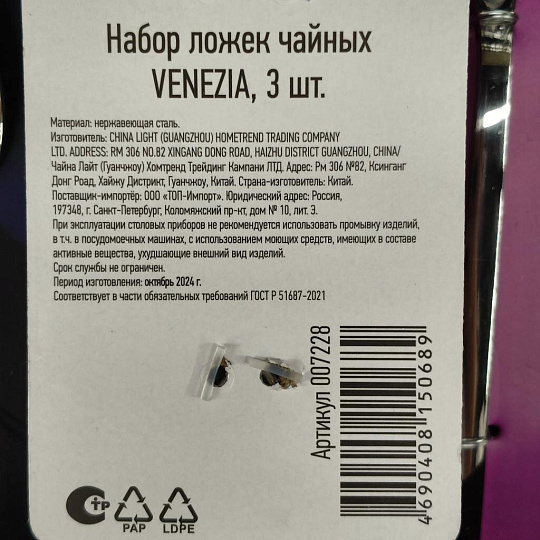 Набор ложек чайных
VENEZIA, 3 шт.
Материал: нержавеющая сталь.
Изготовитель: CHINA LIGHT (GUANGZHOU) HOMETREND TRADING COMPANY
LTD. ADDRESS: RM 306 NO.82 XINGANG DONG ROAD, HAIZHU DISTRICT GUANGZHOU, CHINA/
Чайна Лайт (Гуанчжоу) Хомтренд Трейдинг Кампани ЛТД. Адрес: Рм 306 №82, Ксинганг
Донг Роад, Хайжу Дистрикт, Гуанчжоу, Китай. Страна-изготовитель: Китай.
Поставщик-импортёр: ООО «ТОП-Импорт». Юридический адрес: Россия,
197348, г. Санкт-Петербург, Коломяжский пр-кт, дом № 10, лит. Э.
При эксплуатации столовых приборов не рекомендуется использовать промывку изделий,
в т.ч. в посудомоечных машинах, с использованием моющих средств, имеющих в составе
активные вещества, ухудшающие внешний вид изделий.
Срок службы не ограничен.
Период изготовления: октябрь 2024 г.
Соответствует в части обязательных требований ГОСТ Р 51687-2021
Артикул 007228
4 690408 150689
СТР
PAP
LDPE